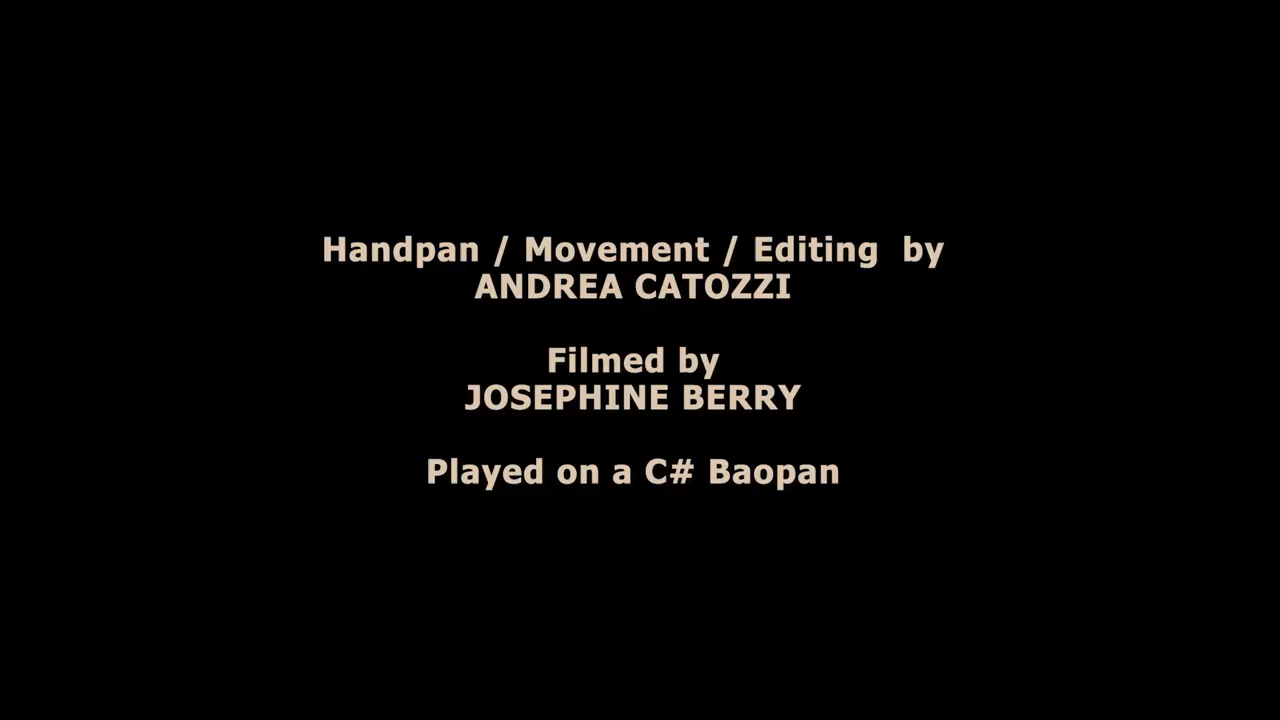 Handpan / Movement / Editing  by
ANDREA CATOZZI
Filmed by
JOSEPHINE BERRY
Played on a C# Baopan